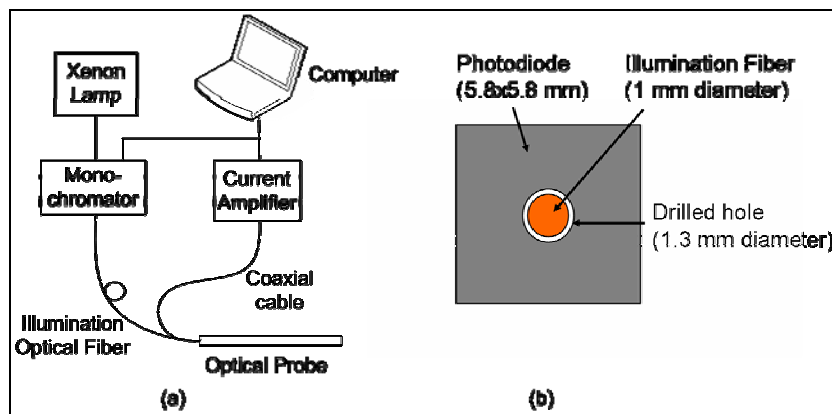 Xenon
Lamp
Computer
Mono-
chromator
Current
Amplifier
Coaxial
cable
Illumination
Optical Fiber
Optical Probe
(a)
Photodiode
(5.8x5.8 mm)
Illumination Fiber
(1 mm diameter)
Drilled hole
(1.3 mm diameter)
(b)